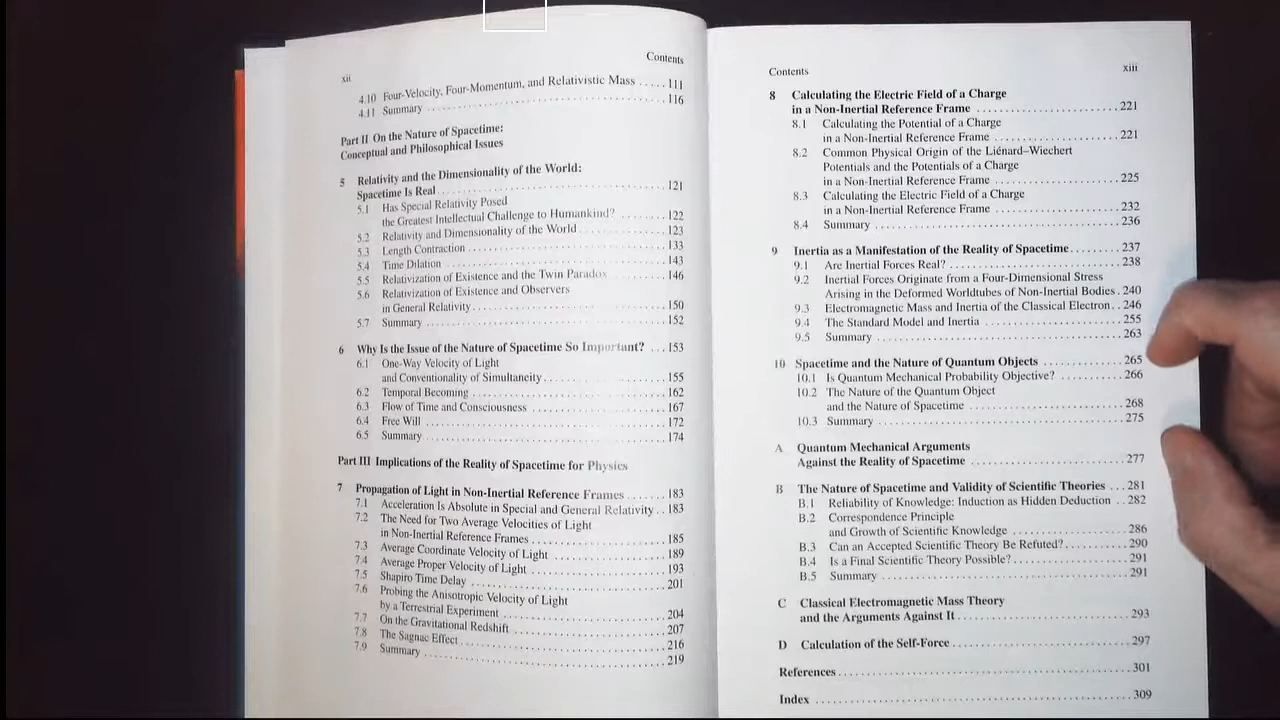 xii Contents
4.10 Four-Velocity, Four-Momentum, and Relativistic Mass ..... 111
4.11 Summary ........................................ 116
Part II On the Nature of Spacetime:
Conceptual and Philosophical Issues
5 Relativity and the Dimensionality of the World:
Spacetime Is Real ........................................ 121
5.1 Has Special Relativity Posed
the Greatest Intellectual Challenge to Humankind? ........ 122
5.2 Relativity and Dimensionality of the World ............... 123
5.3 Length Contraction ................................... 133
5.4 Time Dilation ........................................ 143
5.5 Relativization of Existence and the Twin Paradox ......... 146
5.6 Relativization of Existence and Observers
in General Relativity .................................. 150
5.7 Summary ............................................ 152
6 Why Is the Issue of the Nature of Spacetime So Important? ... 153
6.1 One-Way Velocity of Light
and Conventionality of Simultaneity ..................... 155
6.2 Temporal Becoming ................................... 162
6.3 Flow of Time and Consciousness ........................ 167
6.4 Free Will ............................................ 172
6.5 Summary ............................................ 174
Part III Implications of the Reality of Spacetime for Physics
7 Propagation of Light in Non-Inertial Reference Frames ....... 183
7.1 Acceleration Is Absolute in Special and General Relativity .. 183
7.2 The Need for Two Average Velocities of Light
in Non-Inertial Reference Frames ....................... 185
7.3 Average Coordinate Velocity of Light .................... 189
7.4 Average Proper Velocity of Light ........................ 193
7.5 Shapiro Time Delay ................................... 201
7.6 Probing the Anisotropic Velocity of Light
by a Terrestrial Experiment ............................ 204
7.7 On the Gravitational Redshift .......................... 207
7.8 The Sagnac Effect .................................... 216
7.9 Summary ............................................ 219
Contents xiii
8 Calculating the Electric Field of a Charge
in a Non-Inertial Reference Frame ........................ 221
8.1 Calculating the Potential of a Charge
in a Non-Inertial Reference Frame ...................... 221
8.2 Common Physical Origin of the Liénard–Wiechert
Potentials and the Potentials of a Charge
in a Non-Inertial Reference Frame ...................... 225
8.3 Calculating the Electric Field of a Charge
in a Non-Inertial Reference Frame ...................... 232
8.4 Summary ............................................ 236
9 Inertia as a Manifestation of the Reality of Spacetime ......... 237
9.1 Are Inertial Forces Real? .............................. 238
9.2 Inertial Forces Originate from a Four-Dimensional Stress
Arising in the Deformed Worldtubes of Non-Inertial Bodies . 240
9.3 Electromagnetic Mass and Inertia of the Classical Electron .. 246
9.4 The Standard Model and Inertia ........................ 255
9.5 Summary ............................................ 263
10 Spacetime and the Nature of Quantum Objects .............. 265
10.1 Is Quantum Mechanical Probability Objective? ........... 266
10.2 The Nature of the Quantum Object
and the Nature of Spacetime ........................... 268
10.3 Summary ............................................ 275
A Quantum Mechanical Arguments
Against the Reality of Spacetime .......................... 277
B The Nature of Spacetime and Validity of Scientific Theories ... 281
B.1 Reliability of Knowledge: Induction as Hidden Deduction .. 282
B.2 Correspondence Principle
and Growth of Scientific Knowledge ..................... 286
B.3 Can an Accepted Scientific Theory Be Refuted? ........... 290
B.4 Is a Final Scientific Theory Possible? .................... 291
B.5 Summary ............................................ 291
C Classical Electromagnetic Mass Theory
and the Arguments Against It ............................. 293
D Calculation of the Self-Force .............................. 297
References ................................................ 301
Index ..................................................... 309